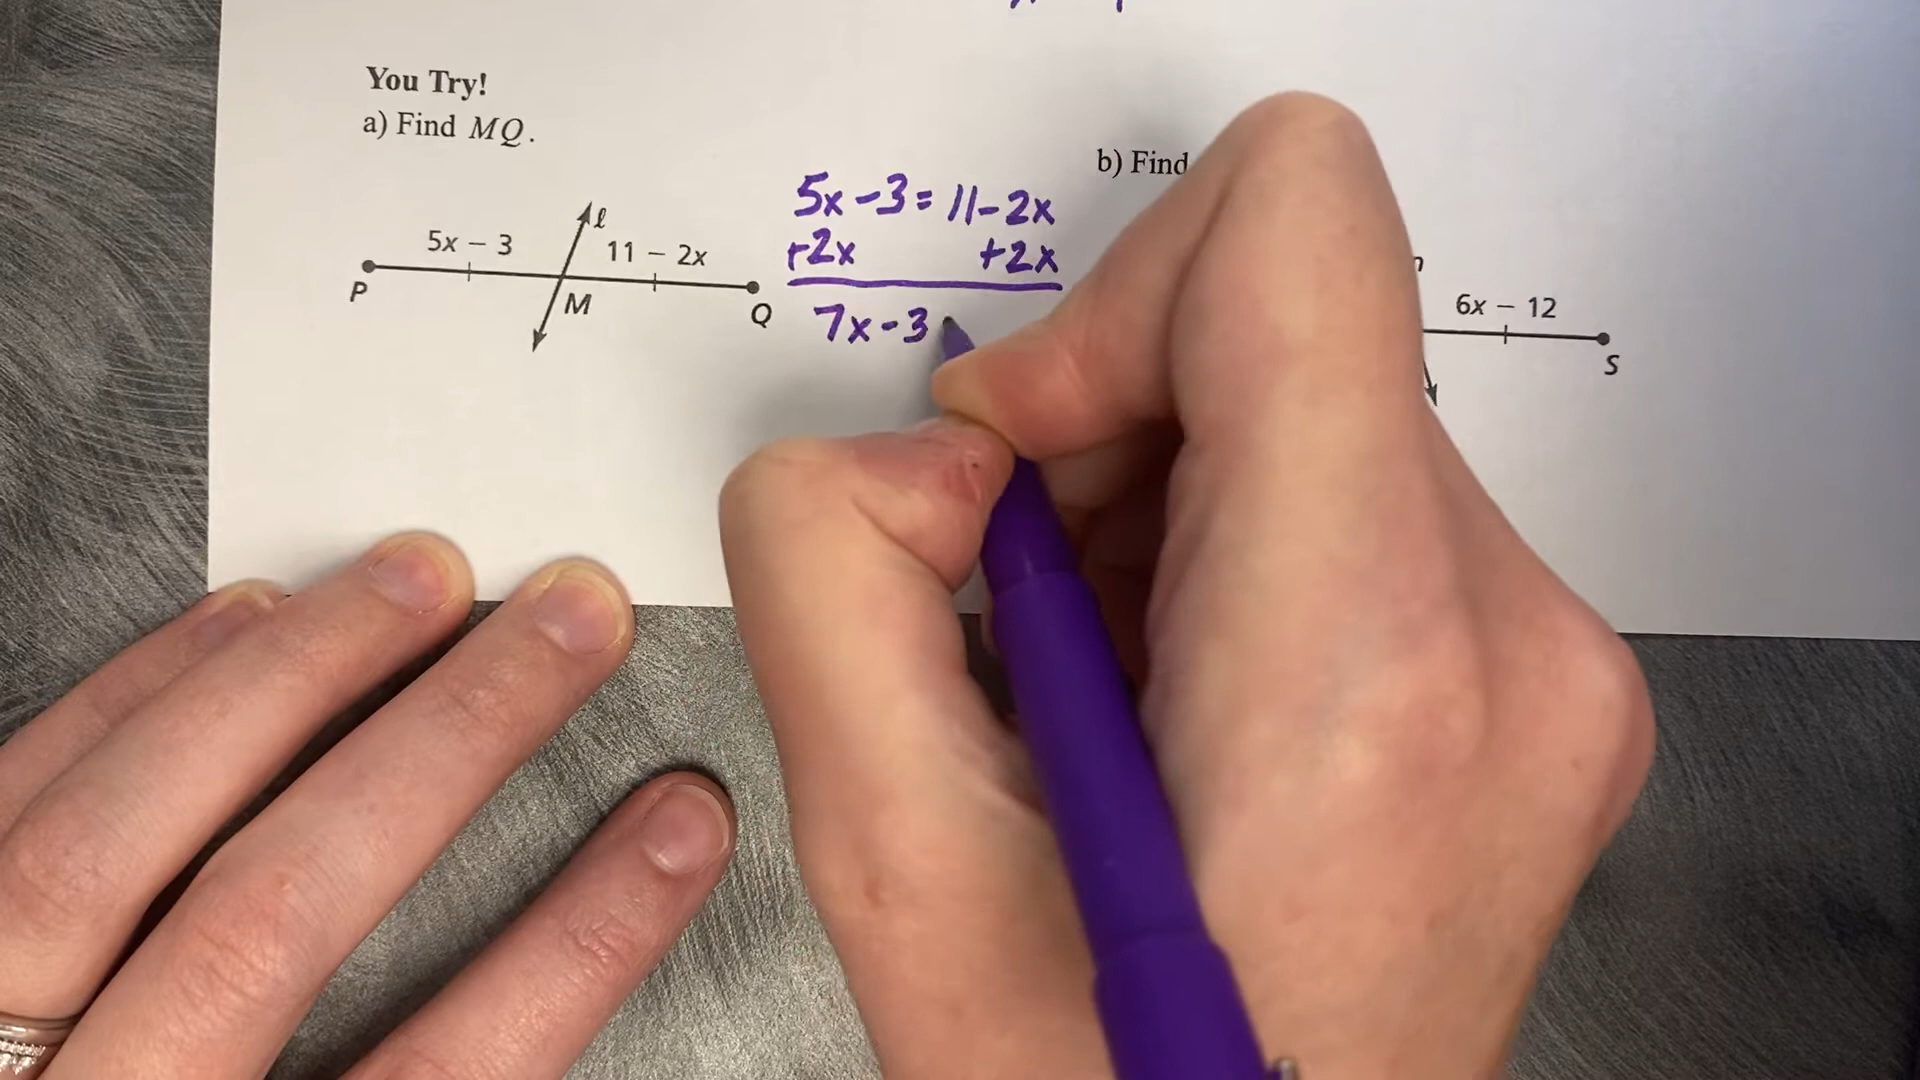 You Try!
a) Find MQ.
5x – 3
ℓ
11 – 2x
P
M
Q
5x-3=11-2x
+2x +2x
7x-3
b) Find
6x – 12
S